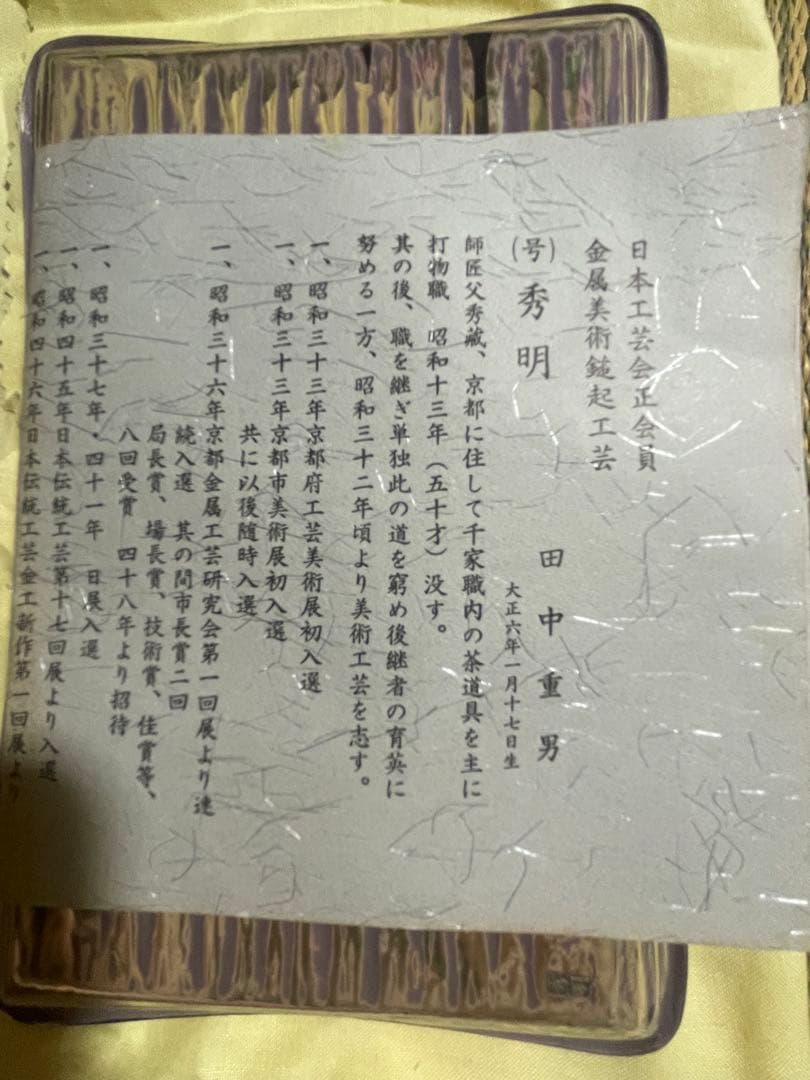 日本工芸会正会員
金属美術鎚起工芸
(号) 秀明 田中重男
大正六年一月十七日生
師匠父秀藏、京都に住して千家職内の茶道具を主に
打物職 昭和十三年(五十才)没す。
其の後、職を継ぎ単独此の道を窮め後継者の育英に
努める一方、昭和三十二年頃より美術工芸を志す。
一、昭和三十三年京都府工芸美術展初入選
一、昭和三十三年京都市美術展初入選
共に以後随時入選
一、昭和三十六年京都金属工芸研究会第一回展より連
続入選 其の間市長賞二回
局長賞、場長賞、技術賞、佳賞等、
八回受賞 四十八年より招待
一、昭和三十七年・四十一年 日展入選
一、昭和四十五年日本伝統工芸第十七回展より入選
一、昭和四十六年日本伝統工芸金工新作第一回展より